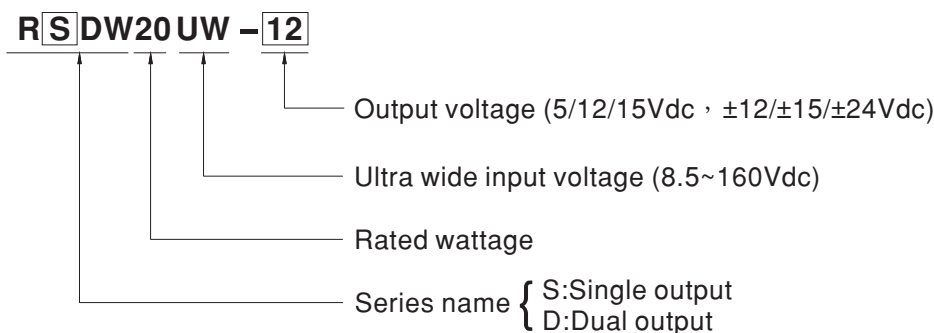 RSDW20UW-12
Output voltage (5/12/15Vdc，±12/±15/±24Vdc)
Ultra wide input voltage (8.5~160Vdc)
Rated wattage
Series name { S:Single output
D:Dual output